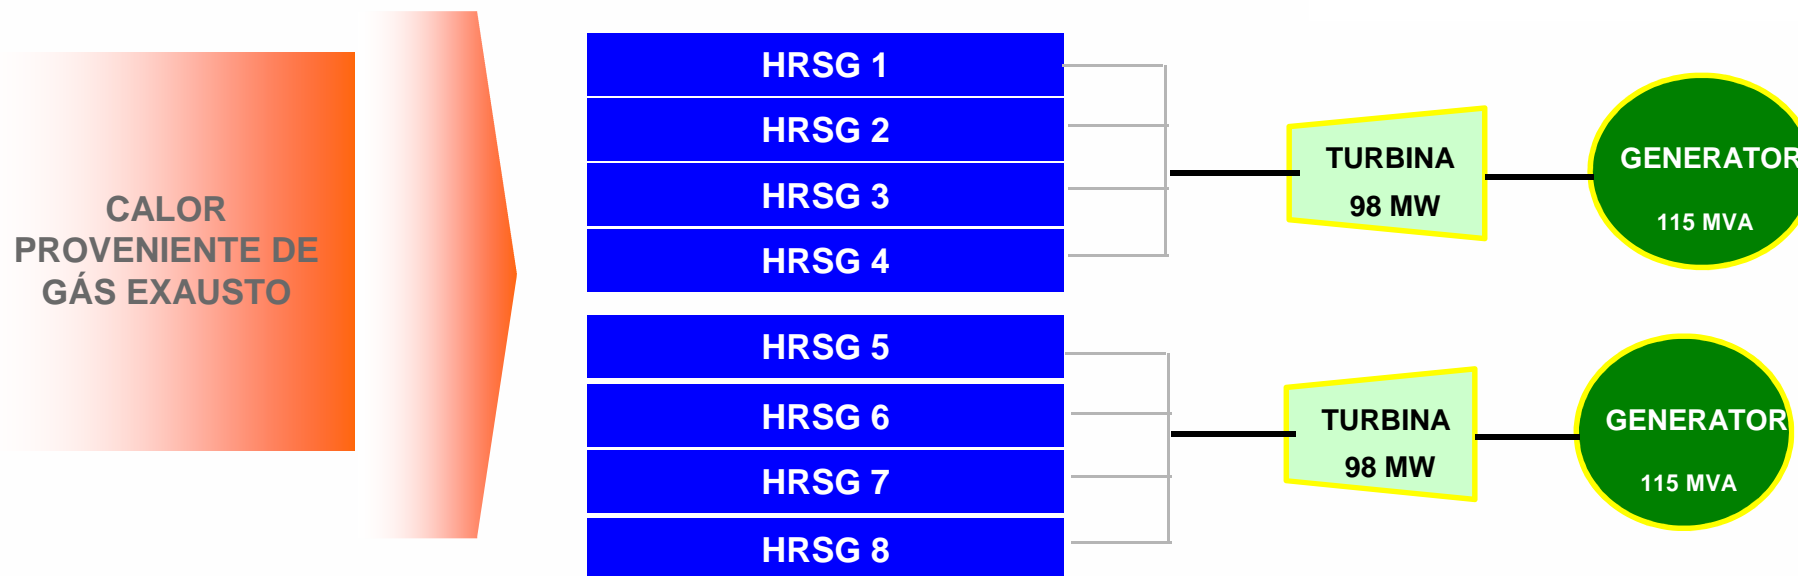 CALOR
PROVENIENTE DE
GÁS EXAUSTO
HRSG 1
HRSG 2
HRSG 3
HRSG 4
TURBINA
98 MW
GENERATOR
115 MVA
HRSG 5
HRSG 6
HRSG 7
HRSG 8
TURBINA
98 MW
GENERATOR
115 MVA